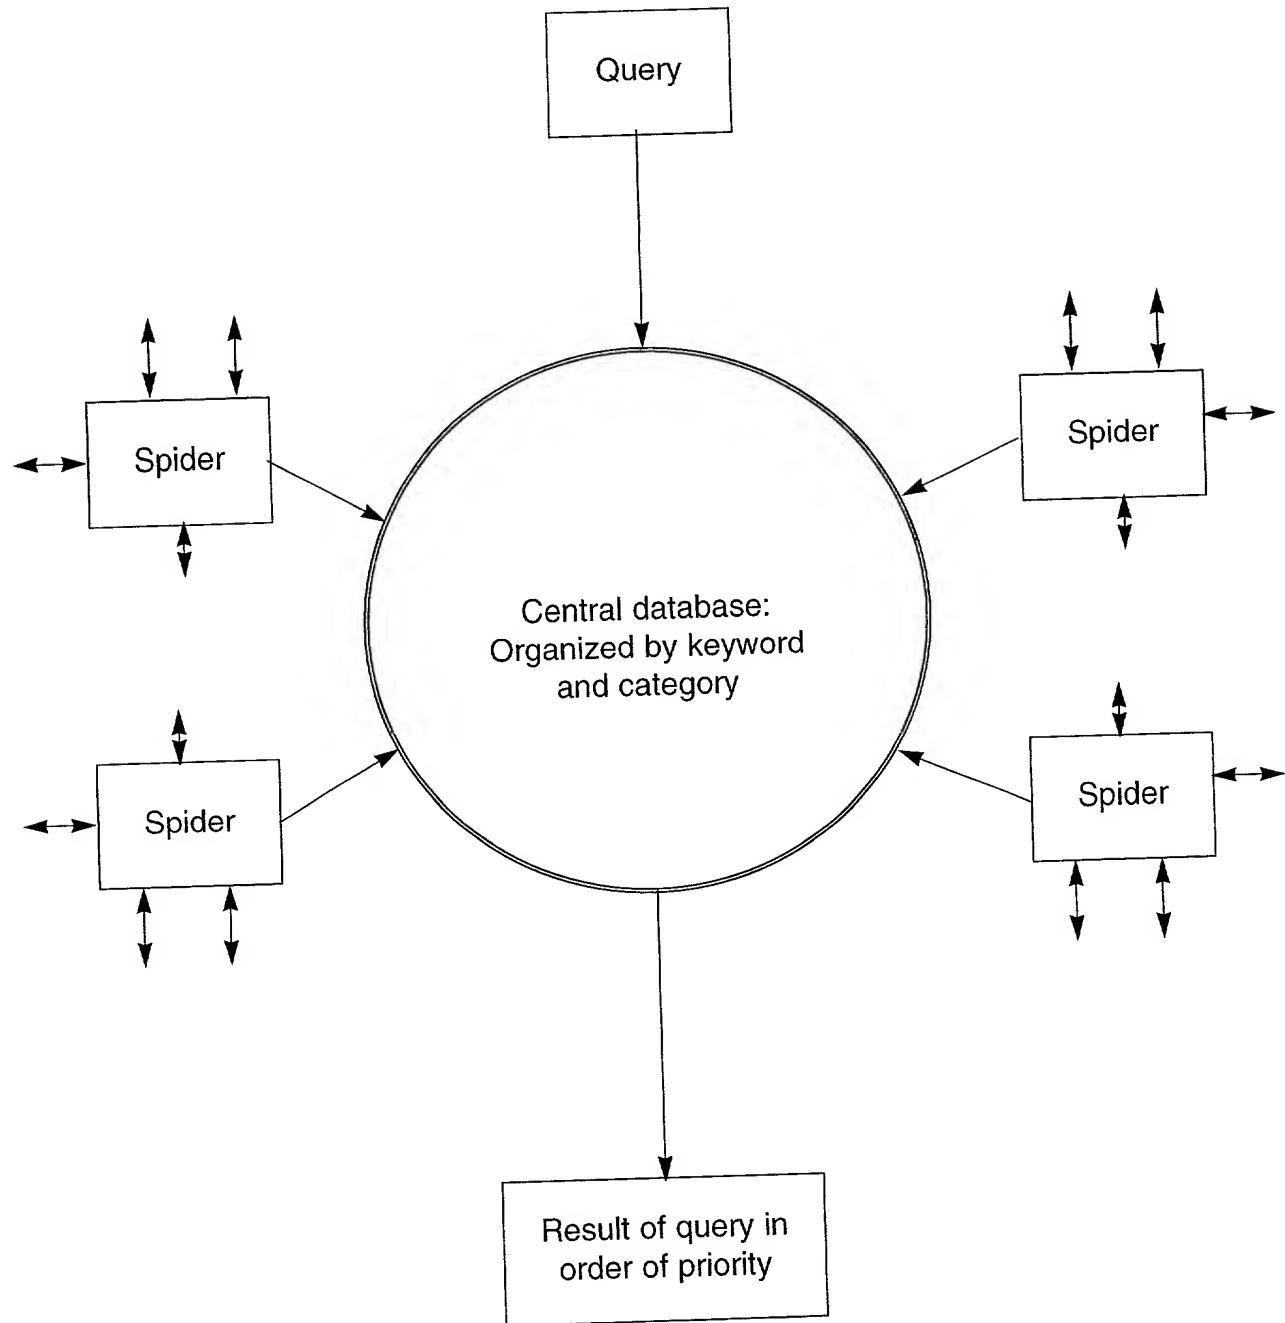 Query
Spider
Spider
Central database:
Organized by keyword
and category
Spider
Spider
Result of query in
order of priority